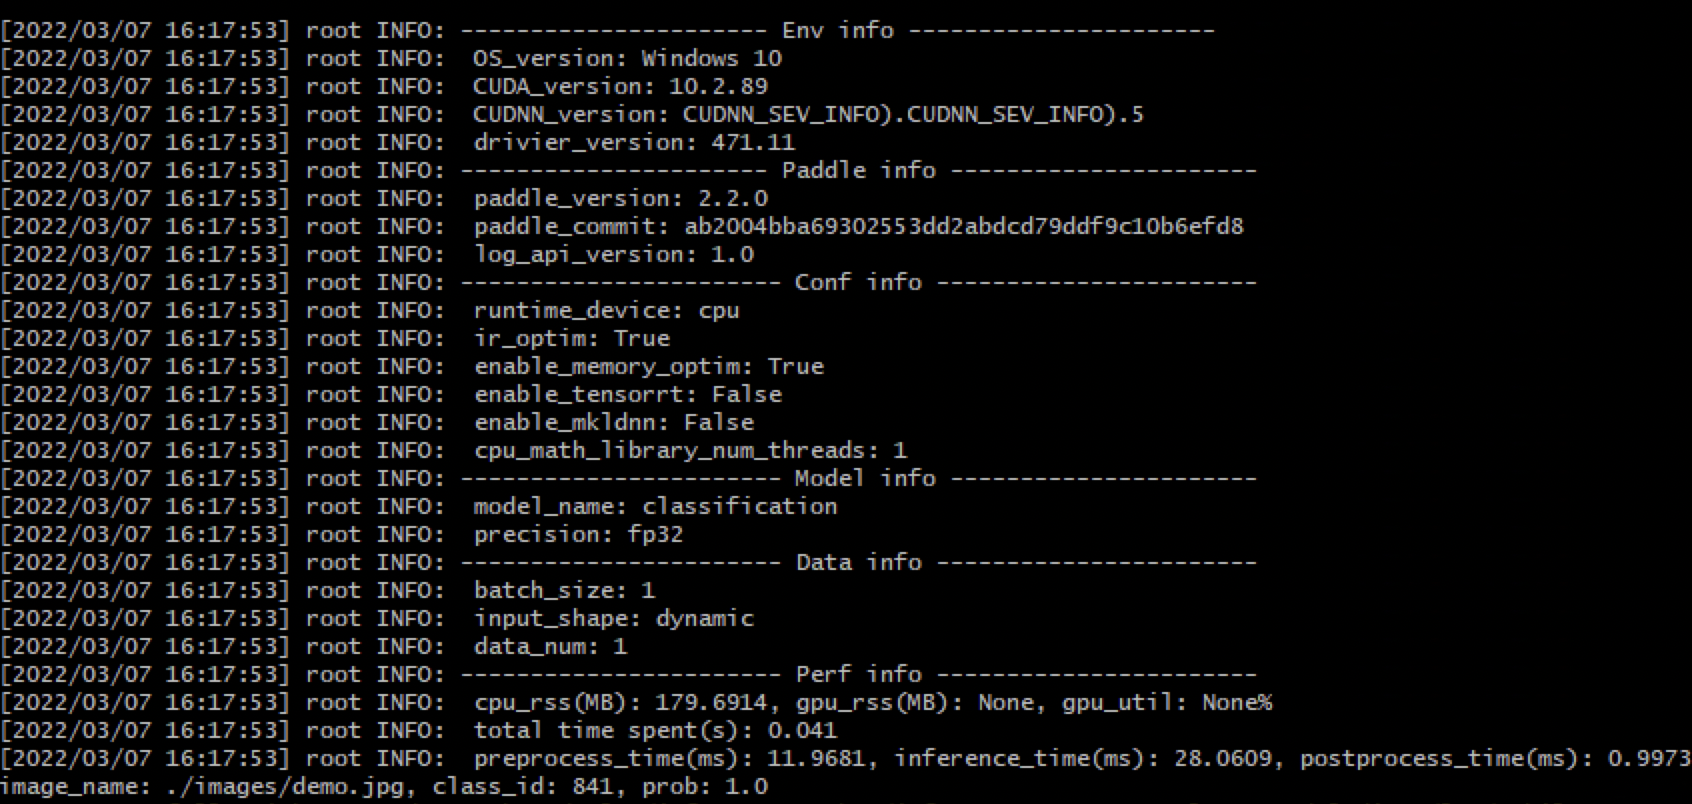 [2022/03/07 16:17:53] root INFO: ---------------------- Env info ----------------------
[2022/03/07 16:17:53] root INFO:  OS_version: Windows 10
[2022/03/07 16:17:53] root INFO:  CUDA_version: 10.2.89
[2022/03/07 16:17:53] root INFO:  CUDNN_version: CUDNN_SEV_INFO).CUDNN_SEV_INFO).5
[2022/03/07 16:17:53] root INFO:  drivier_version: 471.11
[2022/03/07 16:17:53] root INFO: ---------------------- Paddle info ----------------------
[2022/03/07 16:17:53] root INFO:  paddle_version: 2.2.0
[2022/03/07 16:17:53] root INFO:  paddle_commit: ab2004bba69302553dd2abdcd79ddf9c10b6efd8
[2022/03/07 16:17:53] root INFO:  log_api_version: 1.0
[2022/03/07 16:17:53] root INFO: ----------------------- Conf info -----------------------
[2022/03/07 16:17:53] root INFO:  runtime_device: cpu
[2022/03/07 16:17:53] root INFO:  ir_optim: True
[2022/03/07 16:17:53] root INFO:  enable_memory_optim: True
[2022/03/07 16:17:53] root INFO:  enable_tensorrt: False
[2022/03/07 16:17:53] root INFO:  enable_mkldnn: False
[2022/03/07 16:17:53] root INFO:  cpu_math_library_num_threads: 1
[2022/03/07 16:17:53] root INFO: ----------------------- Model info ----------------------
[2022/03/07 16:17:53] root INFO:  model_name: classification
[2022/03/07 16:17:53] root INFO:  precision: fp32
[2022/03/07 16:17:53] root INFO: ----------------------- Data info -----------------------
[2022/03/07 16:17:53] root INFO:  batch_size: 1
[2022/03/07 16:17:53] root INFO:  input_shape: dynamic
[2022/03/07 16:17:53] root INFO:  data_num: 1
[2022/03/07 16:17:53] root INFO: ----------------------- Perf info -----------------------
[2022/03/07 16:17:53] root INFO:  cpu_rss(MB): 179.6914, gpu_rss(MB): None, gpu_util: None%
[2022/03/07 16:17:53] root INFO:  total time spent(s): 0.041
[2022/03/07 16:17:53] root INFO:  preprocess_time(ms): 11.9681, inference_time(ms): 28.0609, postprocess_time(ms): 0.9973
image_name: ./images/demo.jpg, class_id: 841, prob: 1.0